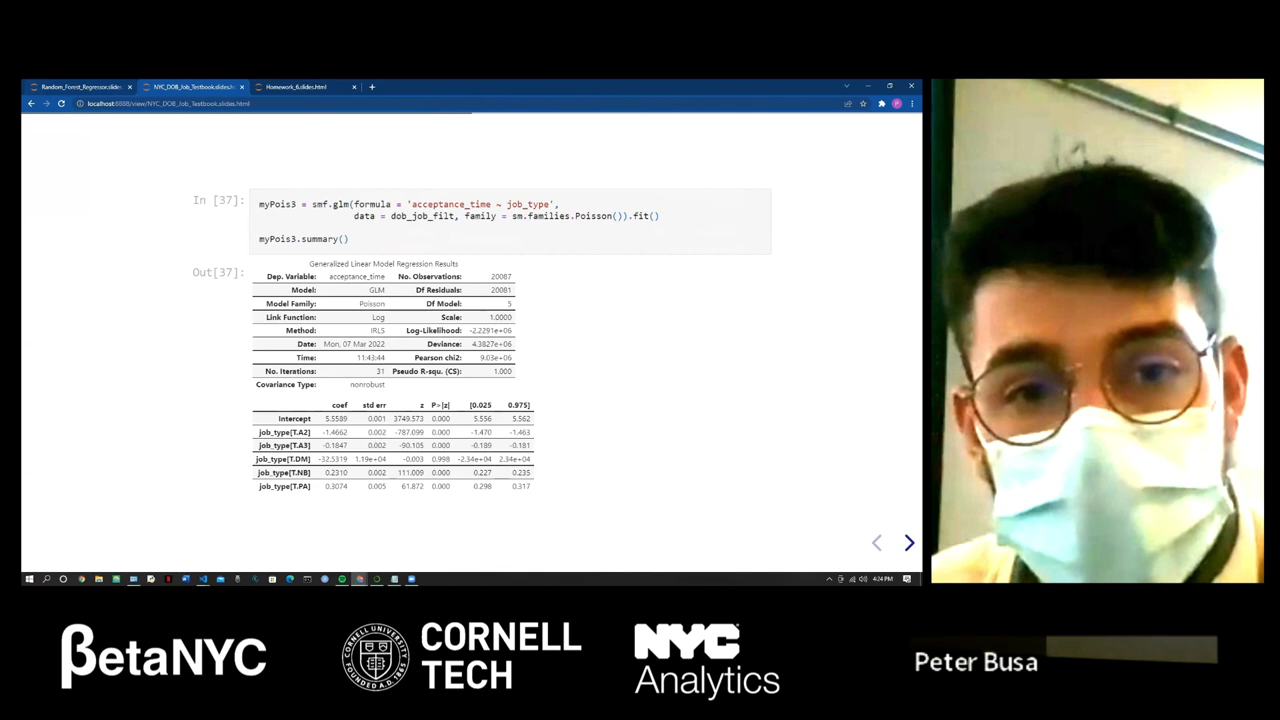 Random_Forest_Regressor.slides
NYC_DOB_Job_Testbook.slides.h
Homework_6.slides.html
localhost:8888/view/NYC_DOB_Job_Testbook.slides.html
In [37]:
myPois3 = smf.glm(formula = 'acceptance_time ~ job_type',
data = dob_job_filt, family = sm.families.Poisson()).fit()
myPois3.summary()
Out[37]:
Generalized Linear Model Regression Results
Dep. Variable: acceptance_time No. Observations: 20087
Model: GLM Df Residuals: 20081
Model Family: Poisson Df Model: 5
Link Function: Log Scale: 1.0000
Method: IRLS Log-Likelihood: -2.2291e+06
Date: Mon, 07 Mar 2022 Deviance: 4.3827e+06
Time: 11:43:44 Pearson chi2: 9.03e+06
No. Iterations: 31 Pseudo R-squ. (CS): 1.000
Covariance Type: nonrobust
coef std err z P>|z| [0.025 0.975]
Intercept 5.5589 0.001 3749.573 0.000 5.556 5.562
job_type[T.A2] -1.4662 0.002 -787.099 0.000 -1.470 -1.463
job_type[T.A3] -0.1847 0.002 -90.105 0.000 -0.189 -0.181
job_type[T.DM] -32.5319 1.19e+04 -0.003 0.998 -2.34e+04 2.34e+04
job_type[T.NB] 0.2310 0.002 111.009 0.000 0.227 0.235
job_type[T.PA] 0.3074 0.005 61.872 0.000 0.298 0.317
4:24 PM
βetaNYC
CORNELL
TECH
NYC
Analytics
Peter Busa